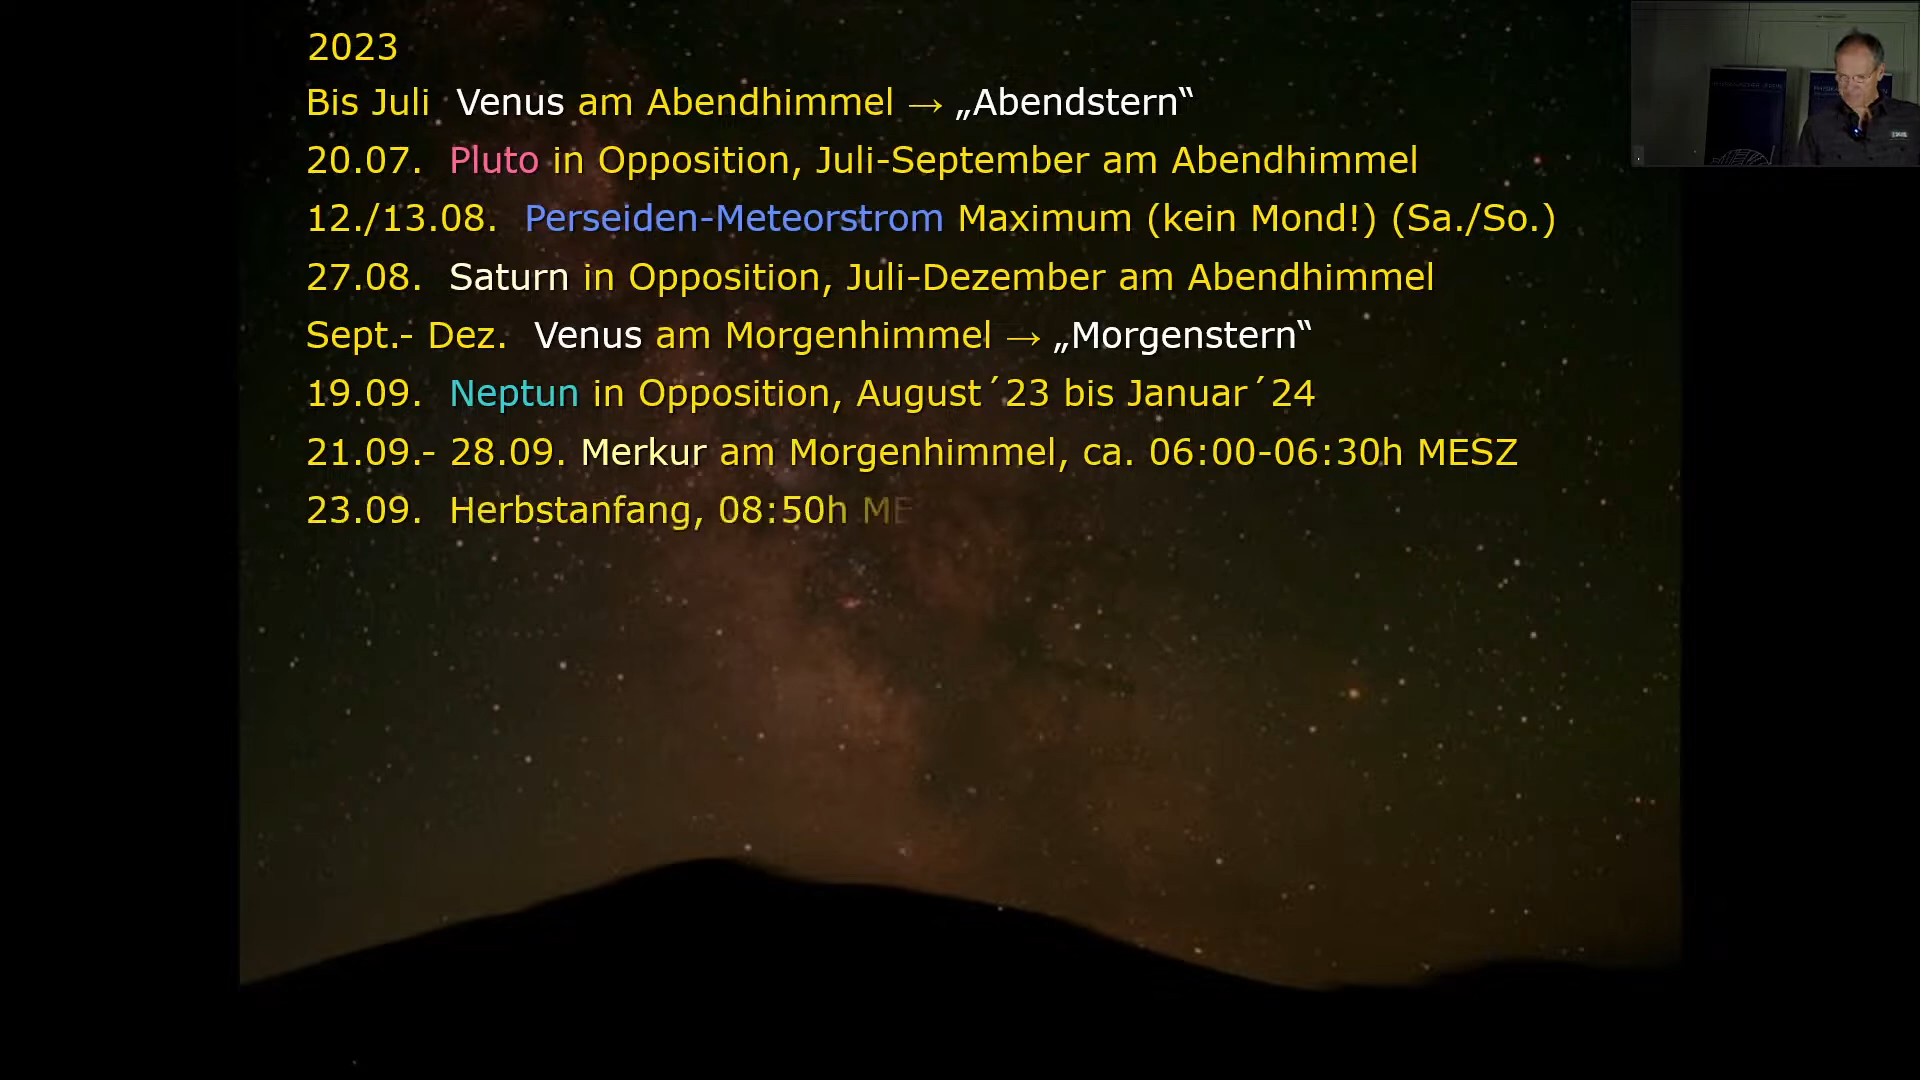 2023
Bis Juli Venus am Abendhimmel → „Abendstern“
20.07. Pluto in Opposition, Juli-September am Abendhimmel
12./13.08. Perseiden-Meteorstrom Maximum (kein Mond!) (Sa./So.)
27.08. Saturn in Opposition, Juli-Dezember am Abendhimmel
Sept.- Dez. Venus am Morgenhimmel → „Morgenstern“
19.09. Neptun in Opposition, August´23 bis Januar´24
21.09.- 28.09. Merkur am Morgenhimmel, ca. 06:00-06:30h MESZ
23.09. Herbstanfang, 08:50h ME